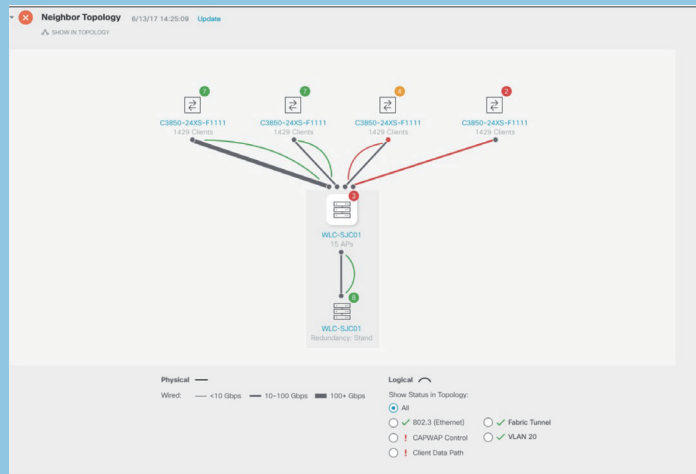 Neighbor Topology 6/13/17 14:25:09 Update
SHOW IN TOPOLOGY
7 7 4 2
C3850-24XS-F1111 C3850-24XS-F1111 C3850-24XS-F1111 C3850-24XS-F1111
1429 Clients 1429 Clients 1429 Clients 1429 Clients
3
WLC-SJC01
15 APs
8
WLC-SJC01
Redundancy: Stand
Physical Logical
Wired: <10 Gbps 10-100 Gbps 100+ Gbps Show Status in Topology:
All
802.3 (Ethernet) Fabric Tunnel
! CAPWAP Control VLAN 20
! Client Data Path